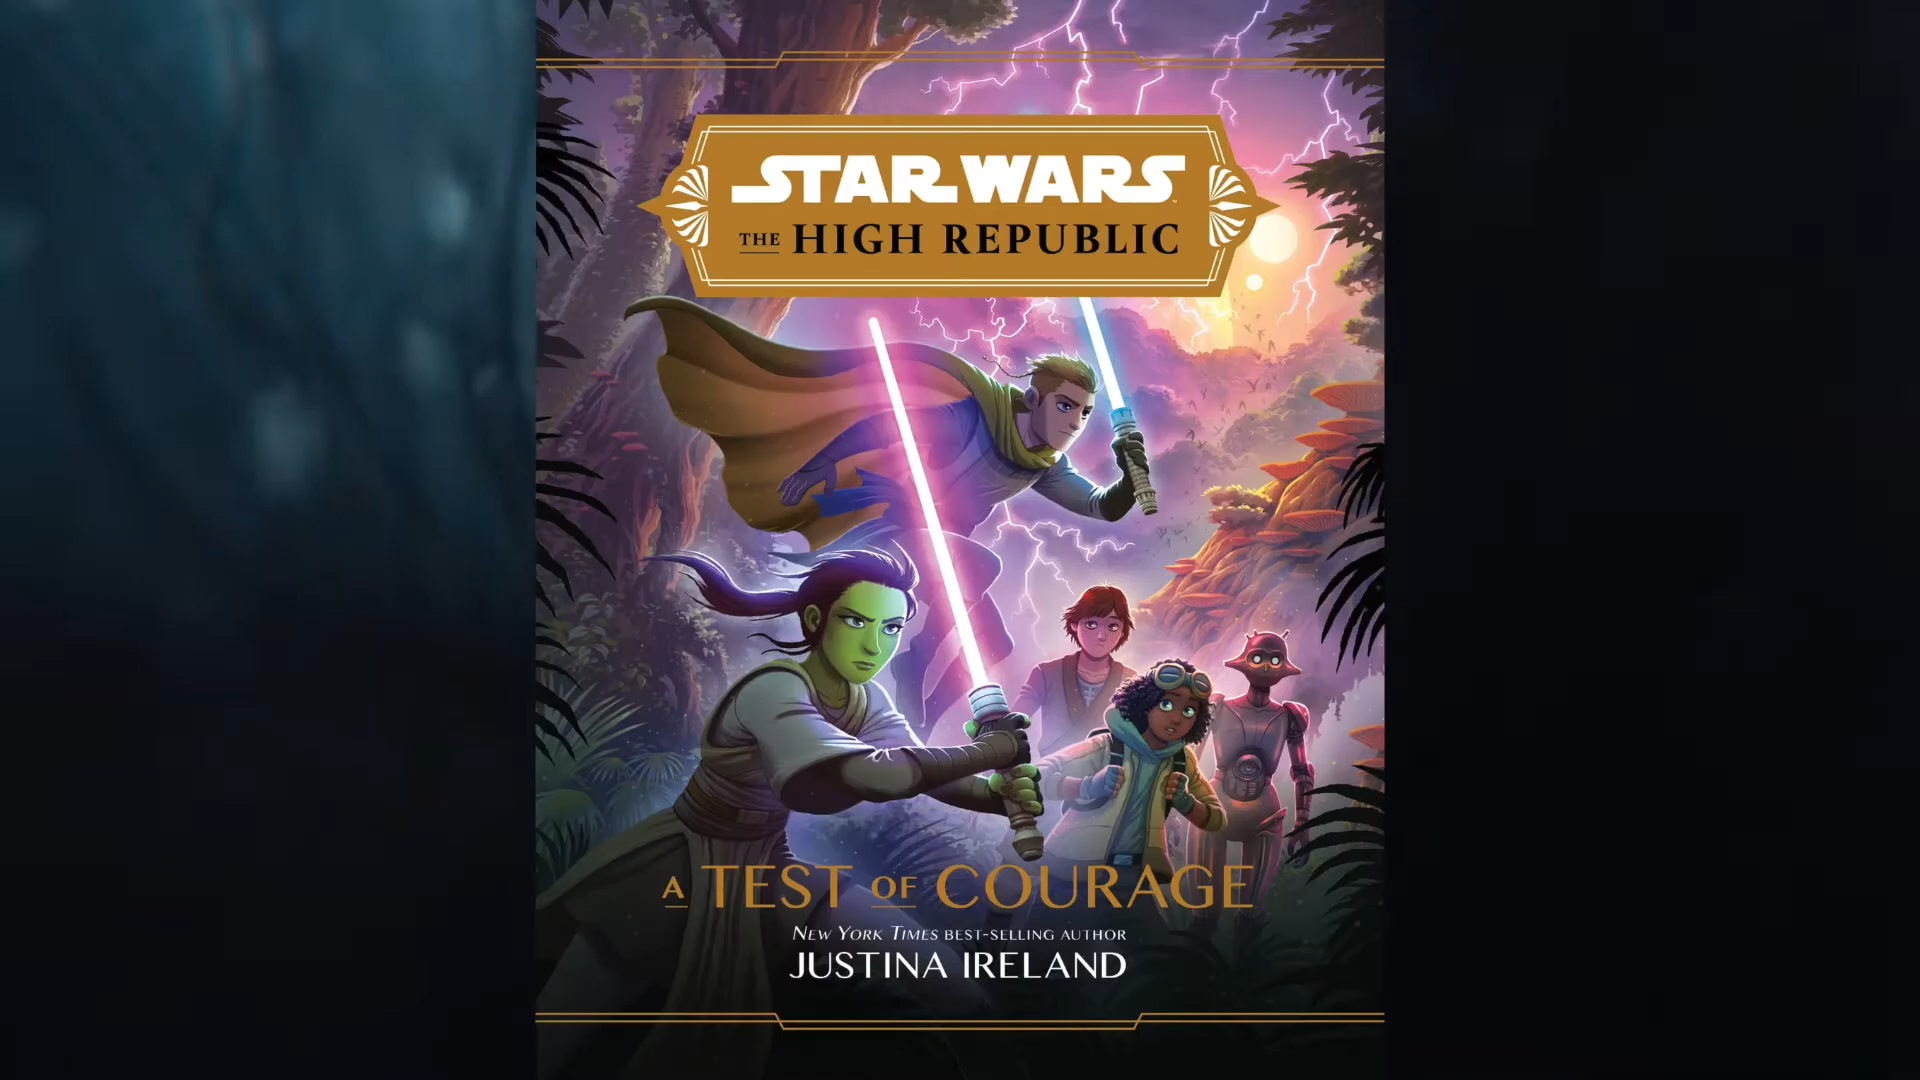 STAR WARS
THE HIGH REPUBLIC
A TEST OF COURAGE
NEW YORK TIMES BEST-SELLING AUTHOR
JUSTINA IRELAND